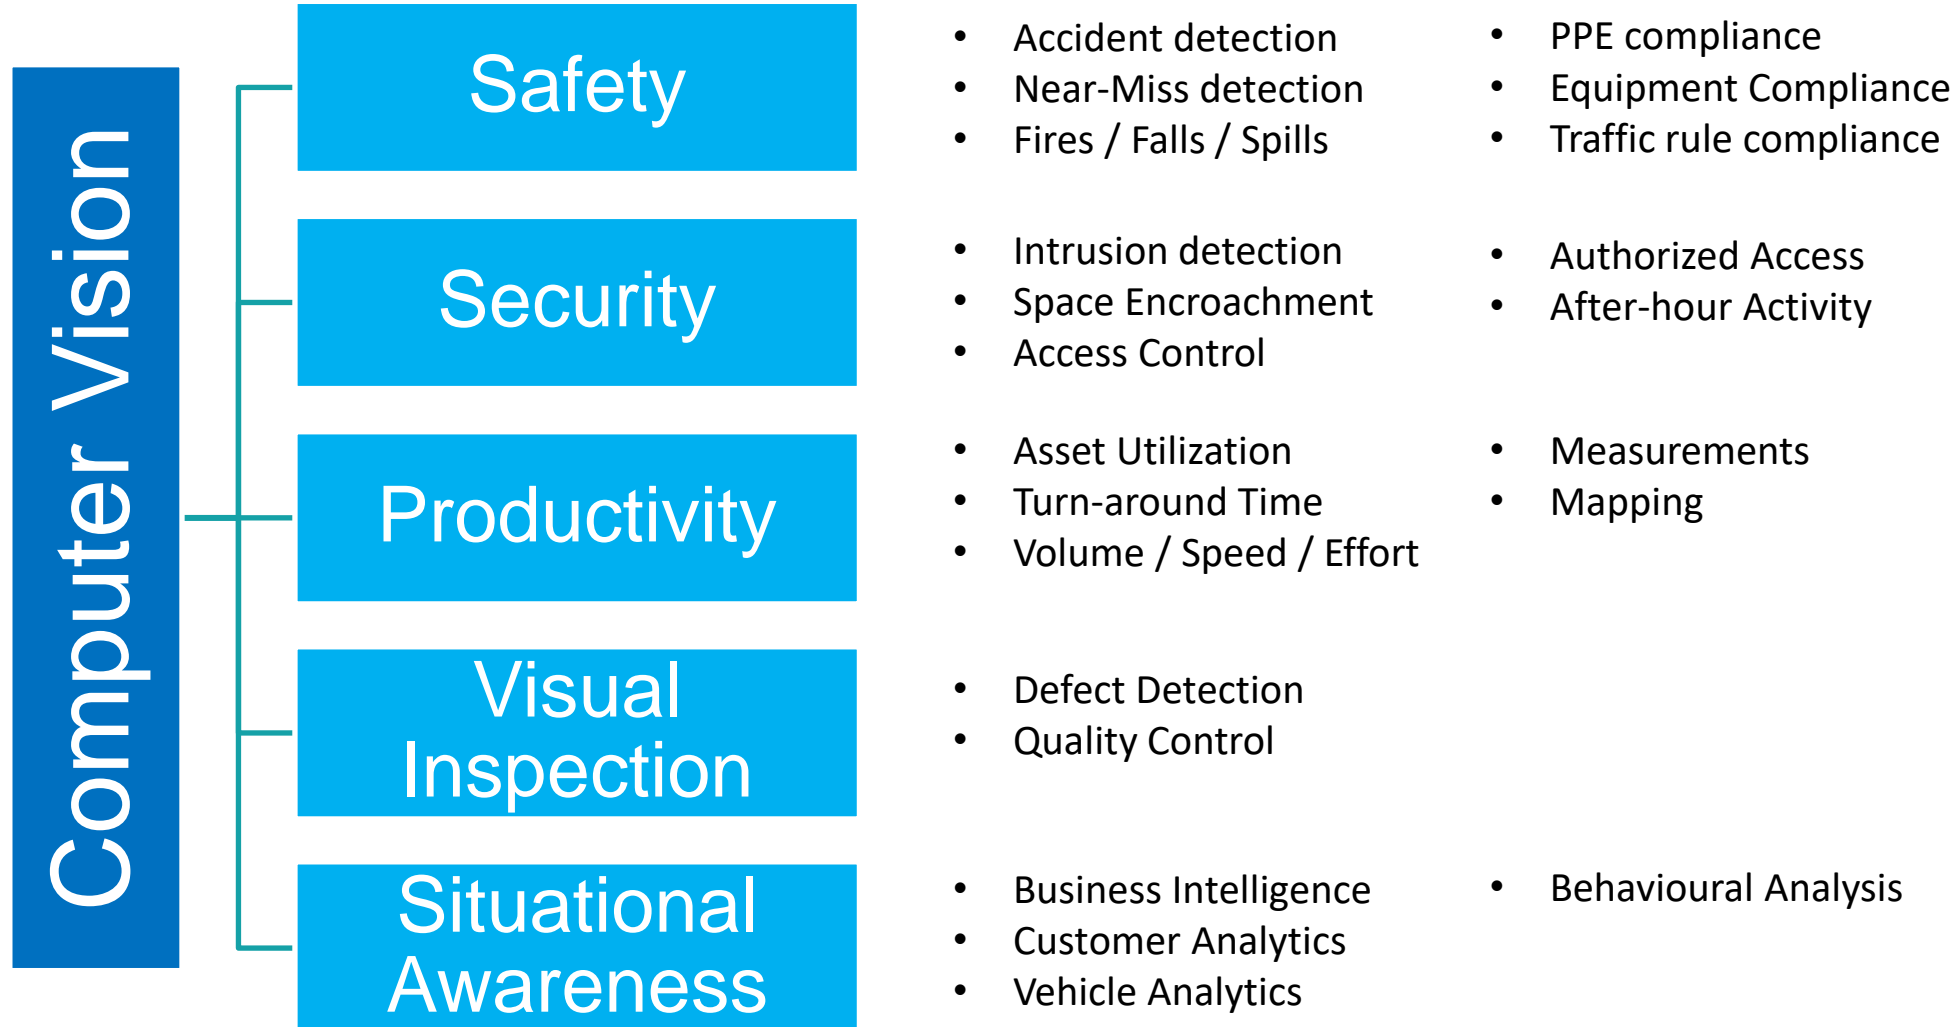 Computer Vision
Safety
• Accident detection
• Near-Miss detection
• Fires / Falls / Spills
• PPE compliance
• Equipment Compliance
• Traffic rule compliance
Security
• Intrusion detection
• Space Encroachment
• Access Control
• Authorized Access
• After-hour Activity
Productivity
• Asset Utilization
• Turn-around Time
• Volume / Speed / Effort
• Measurements
• Mapping
Visual
Inspection
• Defect Detection
• Quality Control
Situational
Awareness
• Business Intelligence
• Customer Analytics
• Vehicle Analytics
• Behavioural Analysis